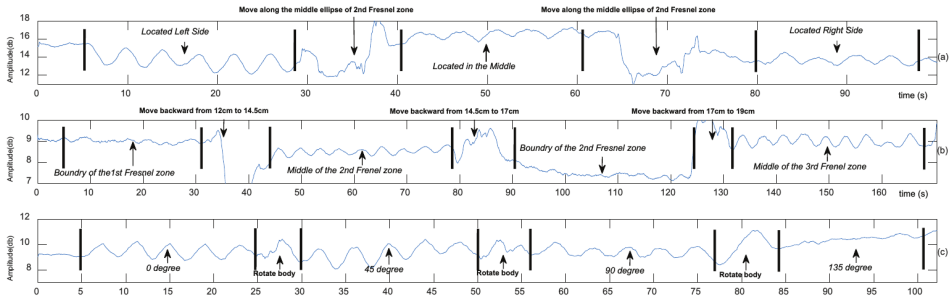 Move along the middle ellipse of 2nd Fresnel zone
Move along the middle ellipse of 2nd Fresnel zone
18
16
14
12
Amplitude(db)
Located Left Side
Located in the Middle
Located Right Side
(a)
0 10 20 30 40 50 60 70 80 90
time (s)
Move backward from 12cm to 14.5cm
Move backward from 14.5cm to 17cm
Move backward from 17cm to 19cm
10
9
8
7
Amplitude(dB)
Boundry of the1st Fresnel zone
Middle of the 2nd Frenel zone
Boundry of the 2nd Fresnel zone
Middle of the 3rd Frenel zone
(b)
0 10 20 30 40 50 60 70 80 90 100 110 120 130 140 150 160
time (s)
12
10
8
Amplitude(db)
0 degree
Rotate body
45 degree
Rotate body
90 degree
Rotate body
135 degree
(c)
5 10 15 20 25 30 35 40 45 50 55 60 65 70 75 80 85 90 95 100